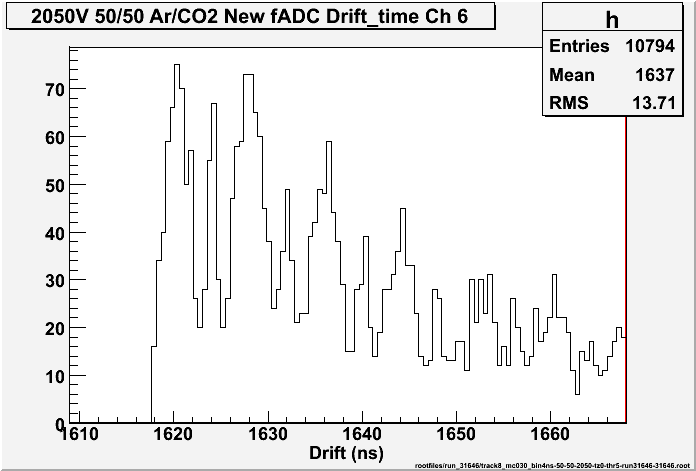 2050V 50/50 Ar/CO2 New fADC Drift_time Ch 6
h
Entries 10794
Mean 1637
RMS 13.71
70
60
50
40
30
20
10
0
1610 1620 1630 1640 1650 1660
Drift (ns)
rootfiles/run_31646/track8_mc030_bin4ns-50-50-2050-tz0-thr5-run31646-31646.root